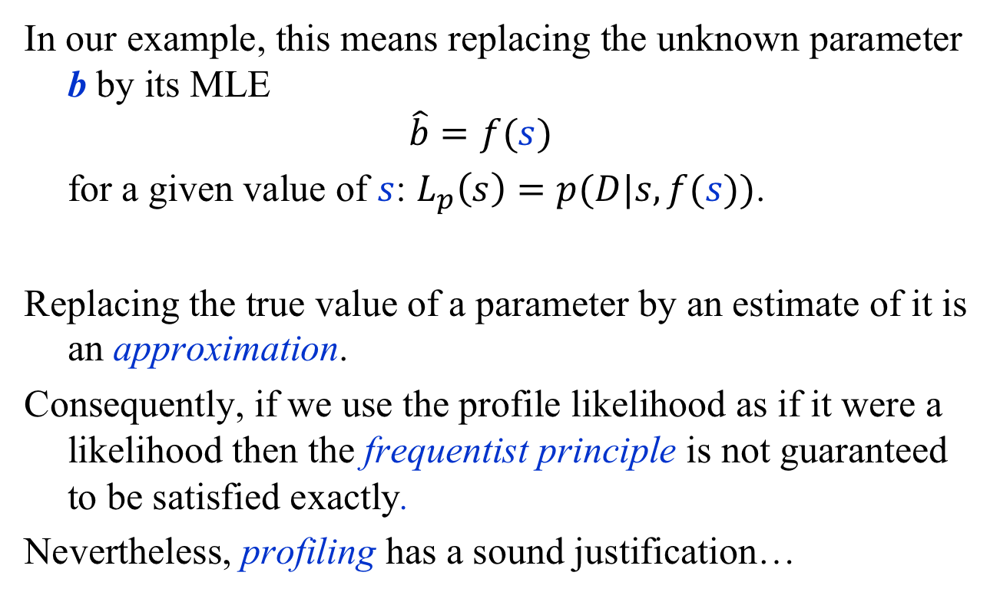 In our example, this means replacing the unknown parameter
b by its MLE
b̂ = f(s)
for a given value of s: Lₚ(s) = p(D|s, f(s)).
Replacing the true value of a parameter by an estimate of it is
an approximation.
Consequently, if we use the profile likelihood as if it were a
likelihood then the frequentist principle is not guaranteed
to be satisfied exactly.
Nevertheless, profiling has a sound justification…